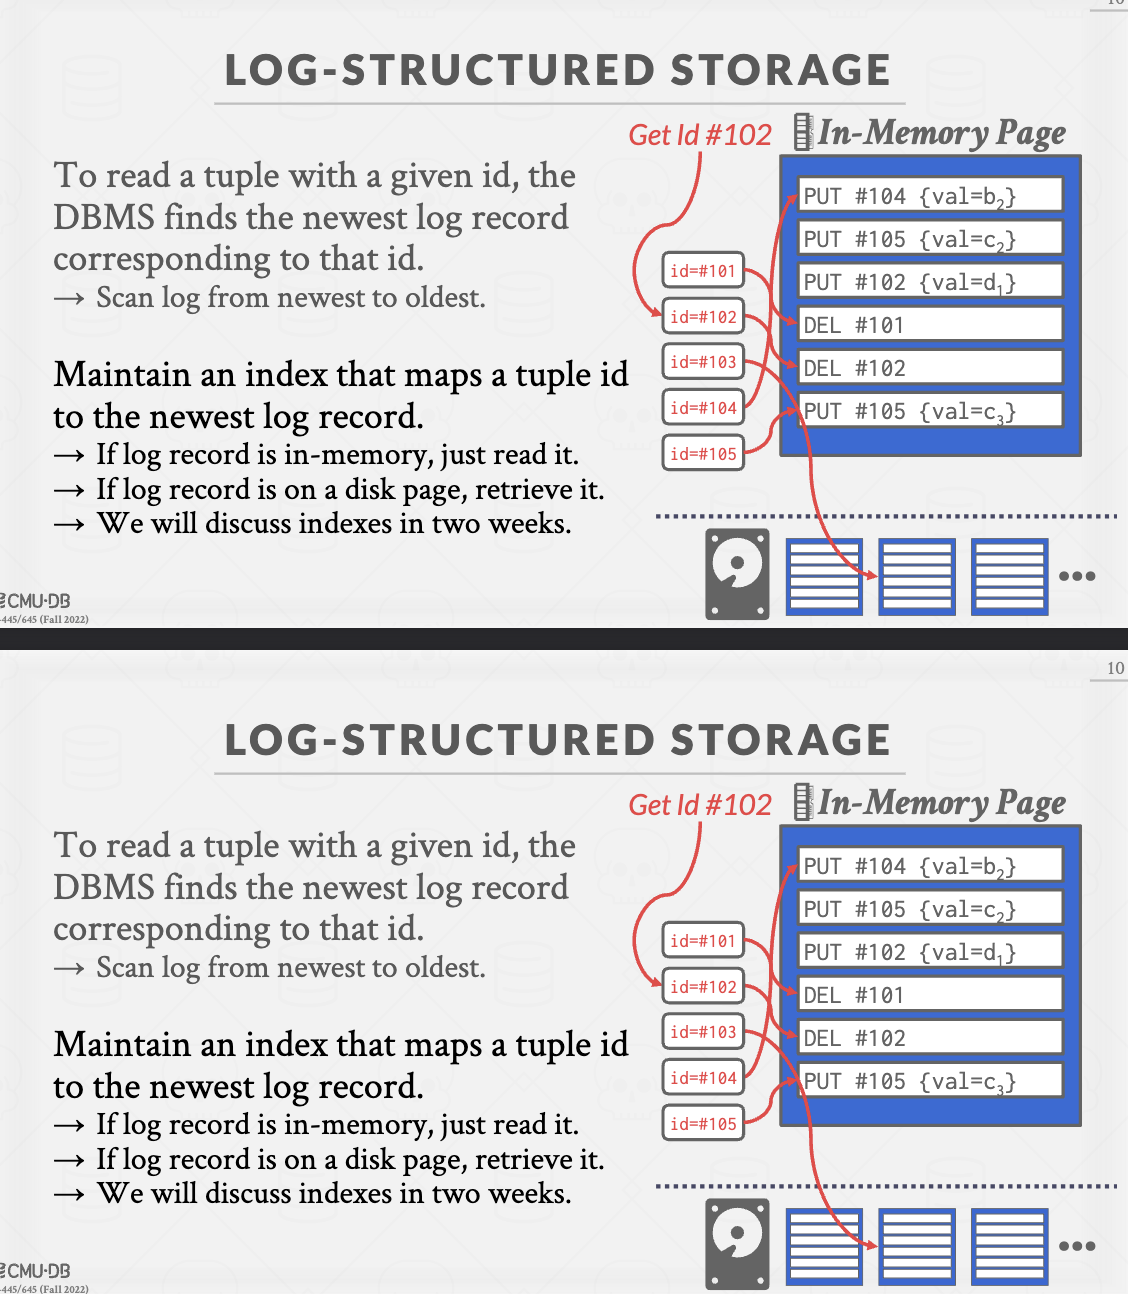 LOG-STRUCTURED STORAGE
Get Id #102
In-Memory Page
To read a tuple with a given id, the
DBMS finds the newest log record
corresponding to that id.
→ Scan log from newest to oldest.
Maintain an index that maps a tuple id
to the newest log record.
→ If log record is in-memory, just read it.
→ If log record is on a disk page, retrieve it.
→ We will discuss indexes in two weeks.
id=#101
id=#102
id=#103
id=#104
id=#105
PUT #104 {val=b₂}
PUT #105 {val=c₂}
PUT #102 {val=d₁}
DEL #101
DEL #102
PUT #105 {val=c₃}
CMU·DB
-445/645 (Fall 2022)
10
LOG-STRUCTURED STORAGE
Get Id #102
In-Memory Page
To read a tuple with a given id, the
DBMS finds the newest log record
corresponding to that id.
→ Scan log from newest to oldest.
Maintain an index that maps a tuple id
to the newest log record.
→ If log record is in-memory, just read it.
→ If log record is on a disk page, retrieve it.
→ We will discuss indexes in two weeks.
id=#101
id=#102
id=#103
id=#104
id=#105
PUT #104 {val=b₂}
PUT #105 {val=c₂}
PUT #102 {val=d₁}
DEL #101
DEL #102
PUT #105 {val=c₃}
CMU·DB
-445/645 (Fall 2022)